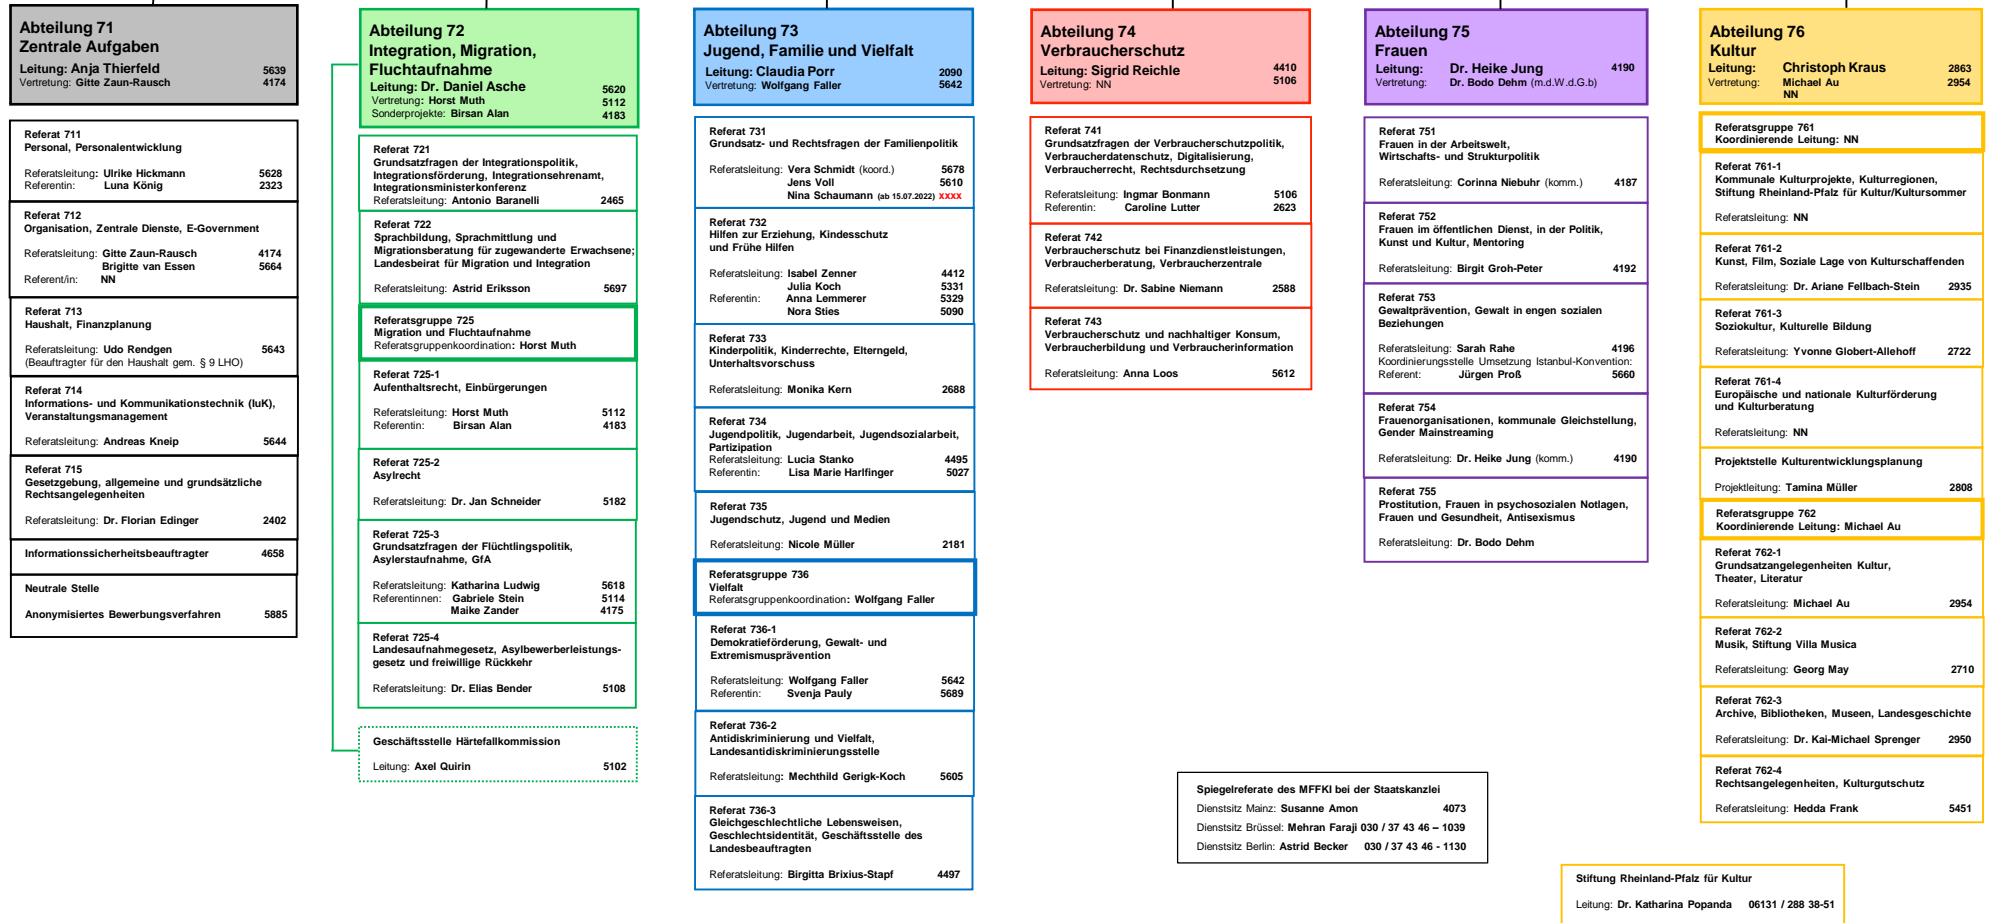 Abteilung 71
Zentrale Aufgaben
Leitung: Anja Thierfeld 5639
Vertretung: Gitte Zaun-Rausch 4174
Referat 711
Personal, Personalentwicklung
Referatsleitung: Ulrike Hickmann 5628
Referentin: Luna König 2323
Referat 712
Organisation, Zentrale Dienste, E-Government
Referatsleitung: Gitte Zaun-Rausch 4174
Brigitte van Essen 5664
Referent/in: NN
Referat 713
Haushalt, Finanzplanung
Referatsleitung: Udo Rendgen 5643
(Beauftragter für den Haushalt gem. § 9 LHO)
Referat 714
Informations- und Kommunikationstechnik (IuK),
Veranstaltungsmanagement
Referatsleitung: Andreas Kneip 5644
Referat 715
Gesetzgebung, allgemeine und grundsätzliche
Rechtsangelegenheiten
Referatsleitung: Dr. Florian Edinger 2402
Informationssicherheitsbeauftragter 4658
Neutrale Stelle
Anonymisiertes Bewerbungsverfahren 5885
Abteilung 72
Integration, Migration,
Fluchtaufnahme
Leitung: Dr. Daniel Asche 5620
Vertretung: Horst Muth 5112
Sonderprojekte: Birsan Alan 4183
Referat 721
Grundsatzfragen der Integrationspolitik,
Integrationsförderung, Integrationsehrenamt,
Integrationsministerkonferenz
Referatsleitung: Antonio Baranelli 2465
Referat 722
Sprachbildung, Sprachmittlung und
Migrationsberatung für zugewanderte Erwachsene;
Landesbeirat für Migration und Integration
Referatsleitung: Astrid Eriksson 5697
Referatsgruppe 725
Migration und Fluchtaufnahme
Referatsgruppenkoordination: Horst Muth
Referat 725-1
Aufenthaltsrecht, Einbürgerungen
Referatsleitung: Horst Muth 5112
Referentin: Birsan Alan 4183
Referat 725-2
Asylrecht
Referatsleitung: Dr. Jan Schneider 5182
Referat 725-3
Grundsatzfragen der Flüchtlingspolitik,
Asylerstaufnahme, GfA
Referatsleitung: Katharina Ludwig 5618
Referentinnen: Gabriele Stein 5114
Maike Zander 4175
Referat 725-4
Landesaufnahmegesetz, Asylbewerberleistungs-
gesetz und freiwillige Rückkehr
Referatsleitung: Dr. Elias Bender 5108
Geschäftsstelle Härtefallkommission
Leitung: Axel Quirin 5102
Abteilung 73
Jugend, Familie und Vielfalt
Leitung: Claudia Porr 2090
Vertretung: Wolfgang Faller 5642
Referat 731
Grundsatz- und Rechtsfragen der Familienpolitik
Referatsleitung: Vera Schmidt (koord.) 5678
Jens Voll 5610
Nina Schaumann (ab 15.07.2022) xxxx
Referat 732
Hilfen zur Erziehung, Kindesschutz
und Frühe Hilfen
Referatsleitung: Isabel Zenner 4412
Julia Koch 5331
Referentin: Anna Lemmerer 5329
Nora Sties 5090
Referat 733
Kinderpolitik, Kinderrechte, Elterngeld,
Unterhaltsvorschuss
Referatsleitung: Monika Kern 2688
Referat 734
Jugendpolitik, Jugendarbeit, Jugendsozialarbeit,
Partizipation
Referatsleitung: Lucia Stanko 4495
Referentin: Lisa Marie Harlfinger 5027
Referat 735
Jugendschutz, Jugend und Medien
Referatsleitung: Nicole Müller 2181
Referatsgruppe 736
Vielfalt
Referatsgruppenkoordination: Wolfgang Faller
Referat 736-1
Demokratieförderung, Gewalt- und
Extremismusprävention
Referatsleitung: Wolfgang Faller 5642
Referentin: Svenja Pauly 5689
Referat 736-2
Antidiskriminierung und Vielfalt,
Landesantidiskriminierungsstelle
Referatsleitung: Mechthild Gerigk-Koch 5605
Referat 736-3
Gleichgeschlechtliche Lebensweisen,
Geschlechtsidentität, Geschäftsstelle des
Landesbeauftragten
Referatsleitung: Birgitta Brixius-Stapf 4497
Abteilung 74
Verbraucherschutz
Leitung: Sigrid Reichle 4410
Vertretung: NN 5106
Referat 741
Grundsatzfragen der Verbraucherschutzpolitik,
Verbraucherdatenschutz, Digitalisierung,
Verbraucherrecht, Rechtsdurchsetzung
Referatsleitung: Ingmar Bonmann 5106
Referentin: Caroline Lutter 2623
Referat 742
Verbraucherschutz bei Finanzdienstleistungen,
Verbraucherberatung, Verbraucherzentrale
Referatsleitung: Dr. Sabine Niemann 2588
Referat 743
Verbraucherschutz und nachhaltiger Konsum,
Verbraucherbildung und Verbraucherinformation
Referatsleitung: Anna Loos 5612
Abteilung 75
Frauen
Leitung: Dr. Heike Jung 4190
Vertretung: Dr. Bodo Dehm (m.d.W.d.G.b)
Referat 751
Frauen in der Arbeitswelt,
Wirtschafts- und Strukturpolitik
Referatsleitung: Corinna Niebuhr (komm.) 4187
Referat 752
Frauen im öffentlichen Dienst, in der Politik,
Kunst und Kultur, Mentoring
Referatsleitung: Birgit Groh-Peter 4192
Referat 753
Gewaltprävention, Gewalt in engen sozialen
Beziehungen
Referatsleitung: Sarah Rahe 4196
Koordinierungsstelle Umsetzung Istanbul-Konvention:
Referent: Jürgen Proß 5660
Referat 754
Frauenorganisationen, kommunale Gleichstellung,
Gender Mainstreaming
Referatsleitung: Dr. Heike Jung (komm.) 4190
Referat 755
Prostitution, Frauen in psychosozialen Notlagen,
Frauen und Gesundheit, Antisexismus
Referatsleitung: Dr. Bodo Dehm
Abteilung 76
Kultur
Leitung: Christoph Kraus 2863
Vertretung: Michael Au 2954
NN
Referatsgruppe 761
Koordinierende Leitung: NN
Referat 761-1
Kommunale Kulturprojekte, Kulturregionen,
Stiftung Rheinland-Pfalz für Kultur/Kultursommer
Referatsleitung: NN
Referat 761-2
Kunst, Film, Soziale Lage von Kulturschaffenden
Referatsleitung: Dr. Ariane Fellbach-Stein 2935
Referat 761-3
Soziokultur, Kulturelle Bildung
Referatsleitung: Yvonne Globert-Allehoff 2722
Referat 761-4
Europäische und nationale Kulturförderung
und Kulturberatung
Referatsleitung: NN
Projektstelle Kulturentwicklungsplanung
Projektleitung: Tamina Müller 2808
Referatsgruppe 762
Koordinierende Leitung: Michael Au
Referat 762-1
Grundsatzangelegenheiten Kultur,
Theater, Literatur
Referatsleitung: Michael Au 2954
Referat 762-2
Musik, Stiftung Villa Musica
Referatsleitung: Georg May 2710
Referat 762-3
Archive, Bibliotheken, Museen, Landesgeschichte
Referatsleitung: Dr. Kai-Michael Sprenger 2950
Referat 762-4
Rechtsangelegenheiten, Kulturgutschutz
Referatsleitung: Hedda Frank 5451
Spiegelreferate des MFFKI bei der Staatskanzlei
Dienstsitz Mainz: Susanne Amon 4073
Dienstsitz Brüssel: Mehran Faraji 030 / 37 43 46 – 1039
Dienstsitz Berlin: Astrid Becker 030 / 37 43 46 - 1130
Stiftung Rheinland-Pfalz für Kultur
Leitung: Dr. Katharina Popanda 06131 / 288 38-51